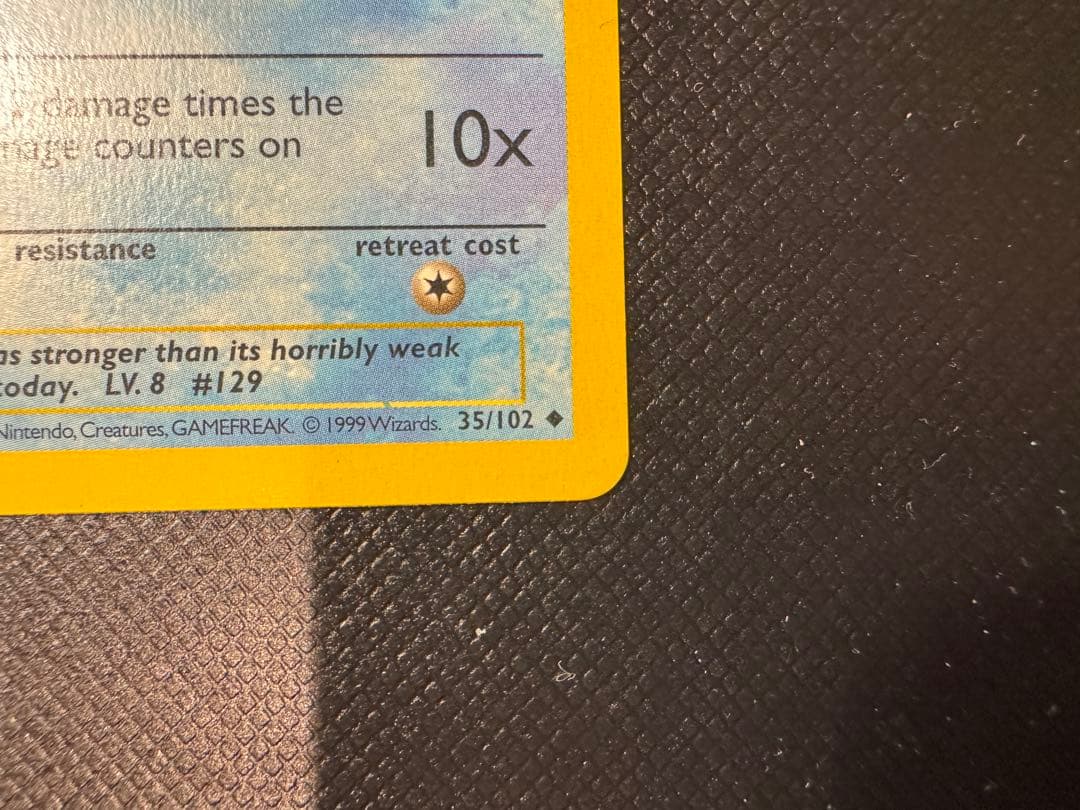 damage times the
10x
counters on
resistance
retreat cost
as stronger than its horribly weak
today. LV. 8 #129
Nintendo, Creatures, GAMEFREAK. © 1999 Wizards. 35/102